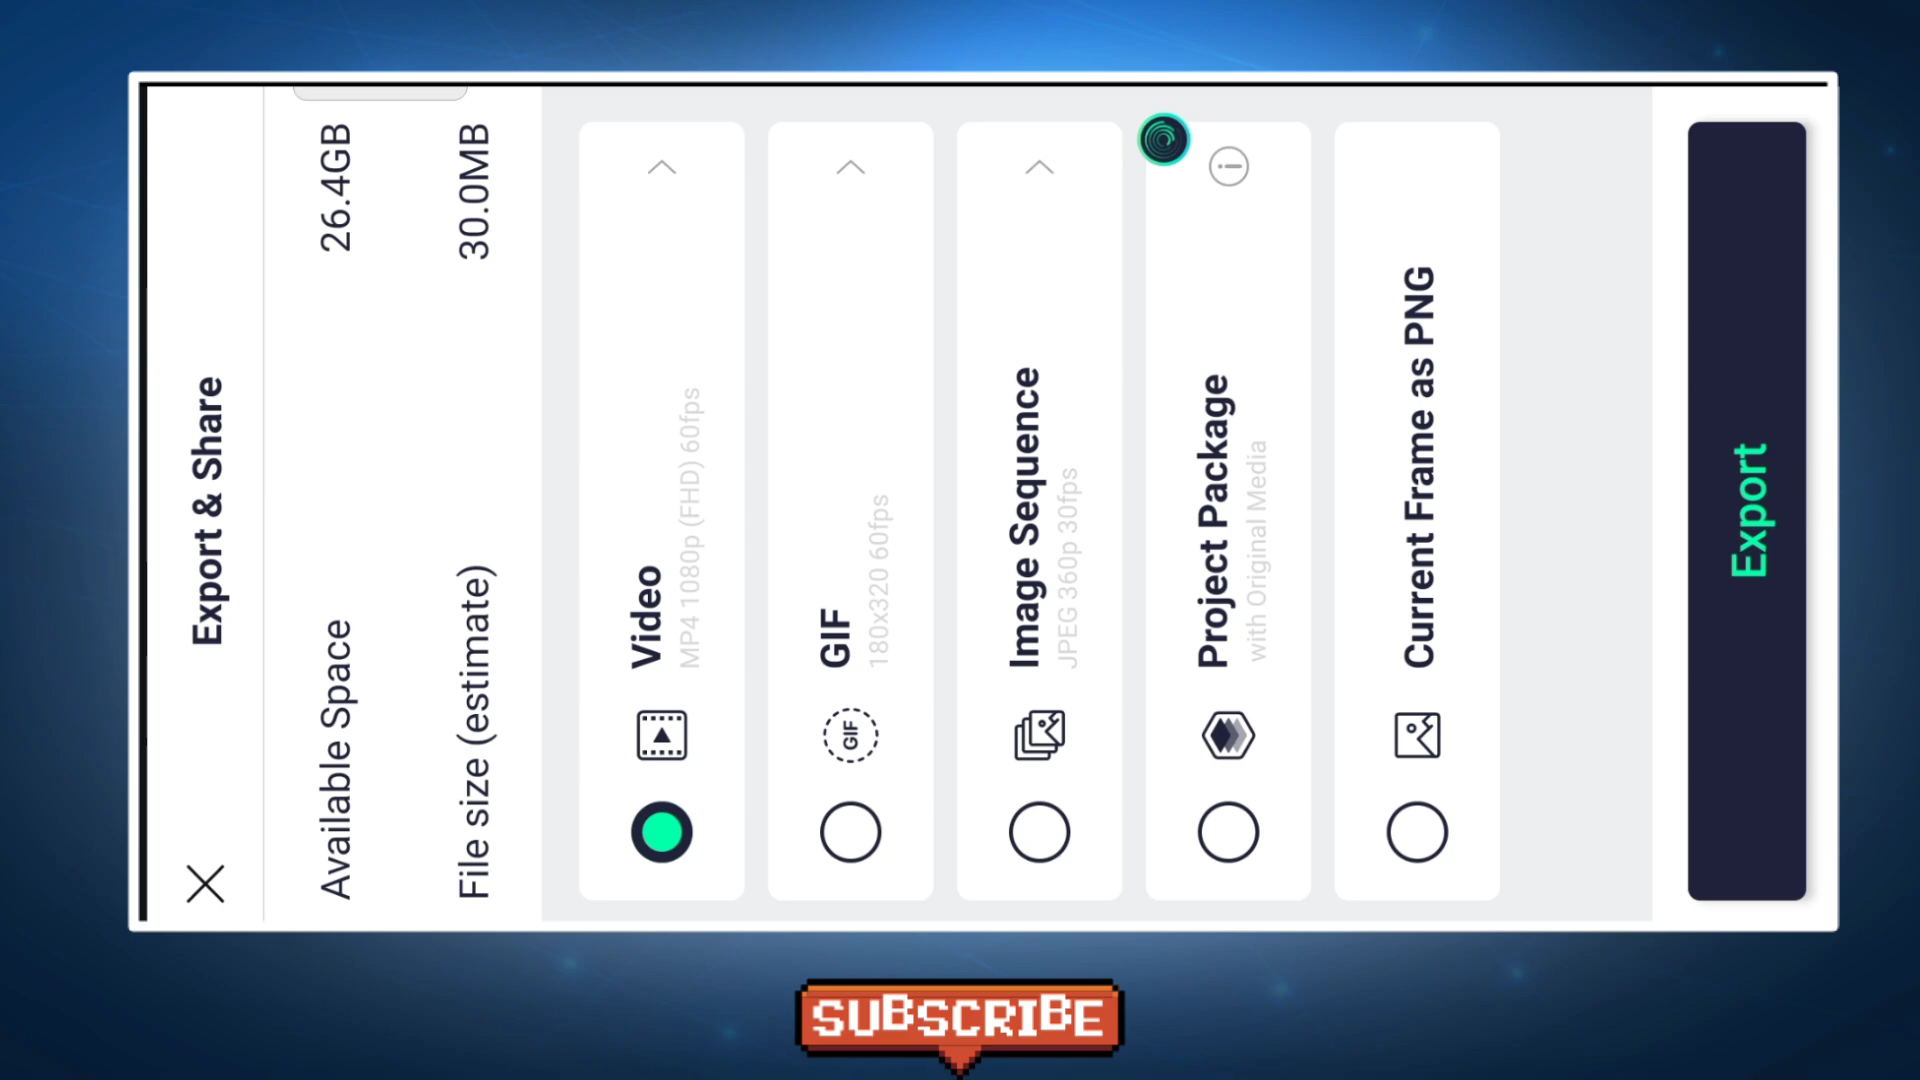 Export & Share
Available Space 26.4GB
File size (estimate) 30.0MB
Video
MP4 1080p (FHD) 60fps
GIF
GIF
180x320 60fps
Image Sequence
JPEG 360p 30fps
Project Package
with Original Media
Current Frame as PNG
Export
SUBSCRIBE